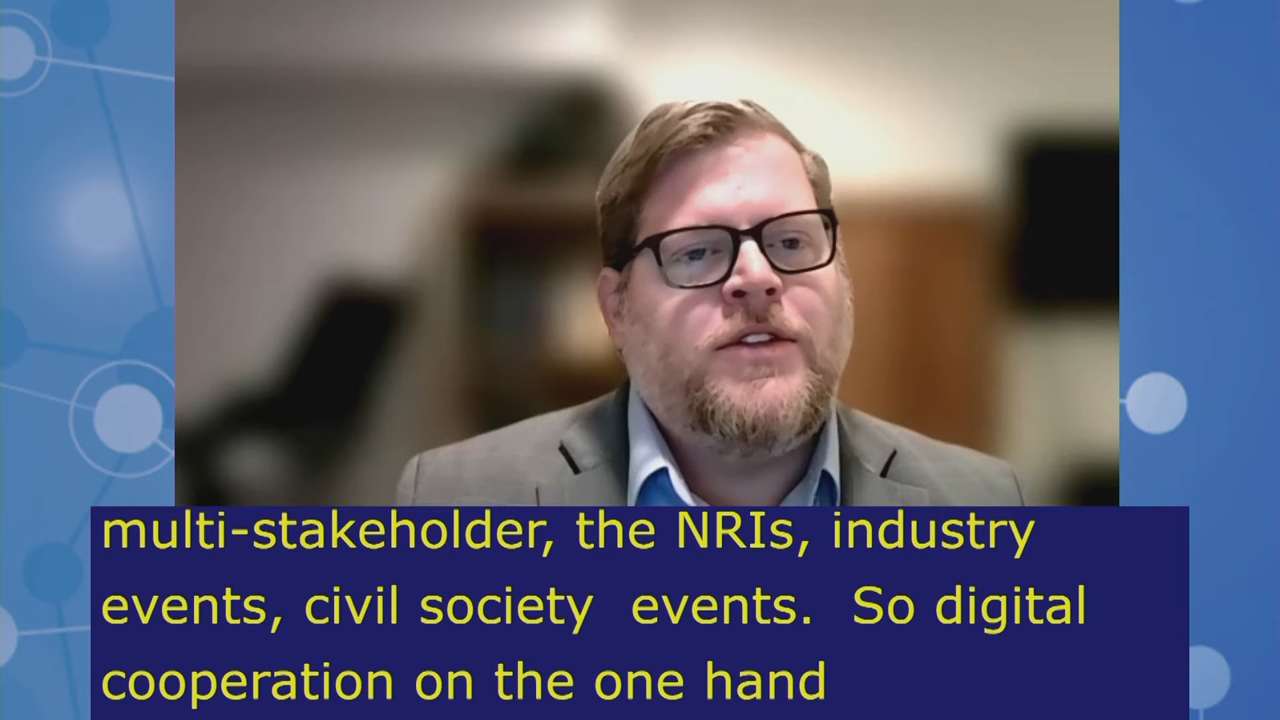 multi-stakeholder, the NRIs, industry
events, civil society  events.  So digital
cooperation on the one hand